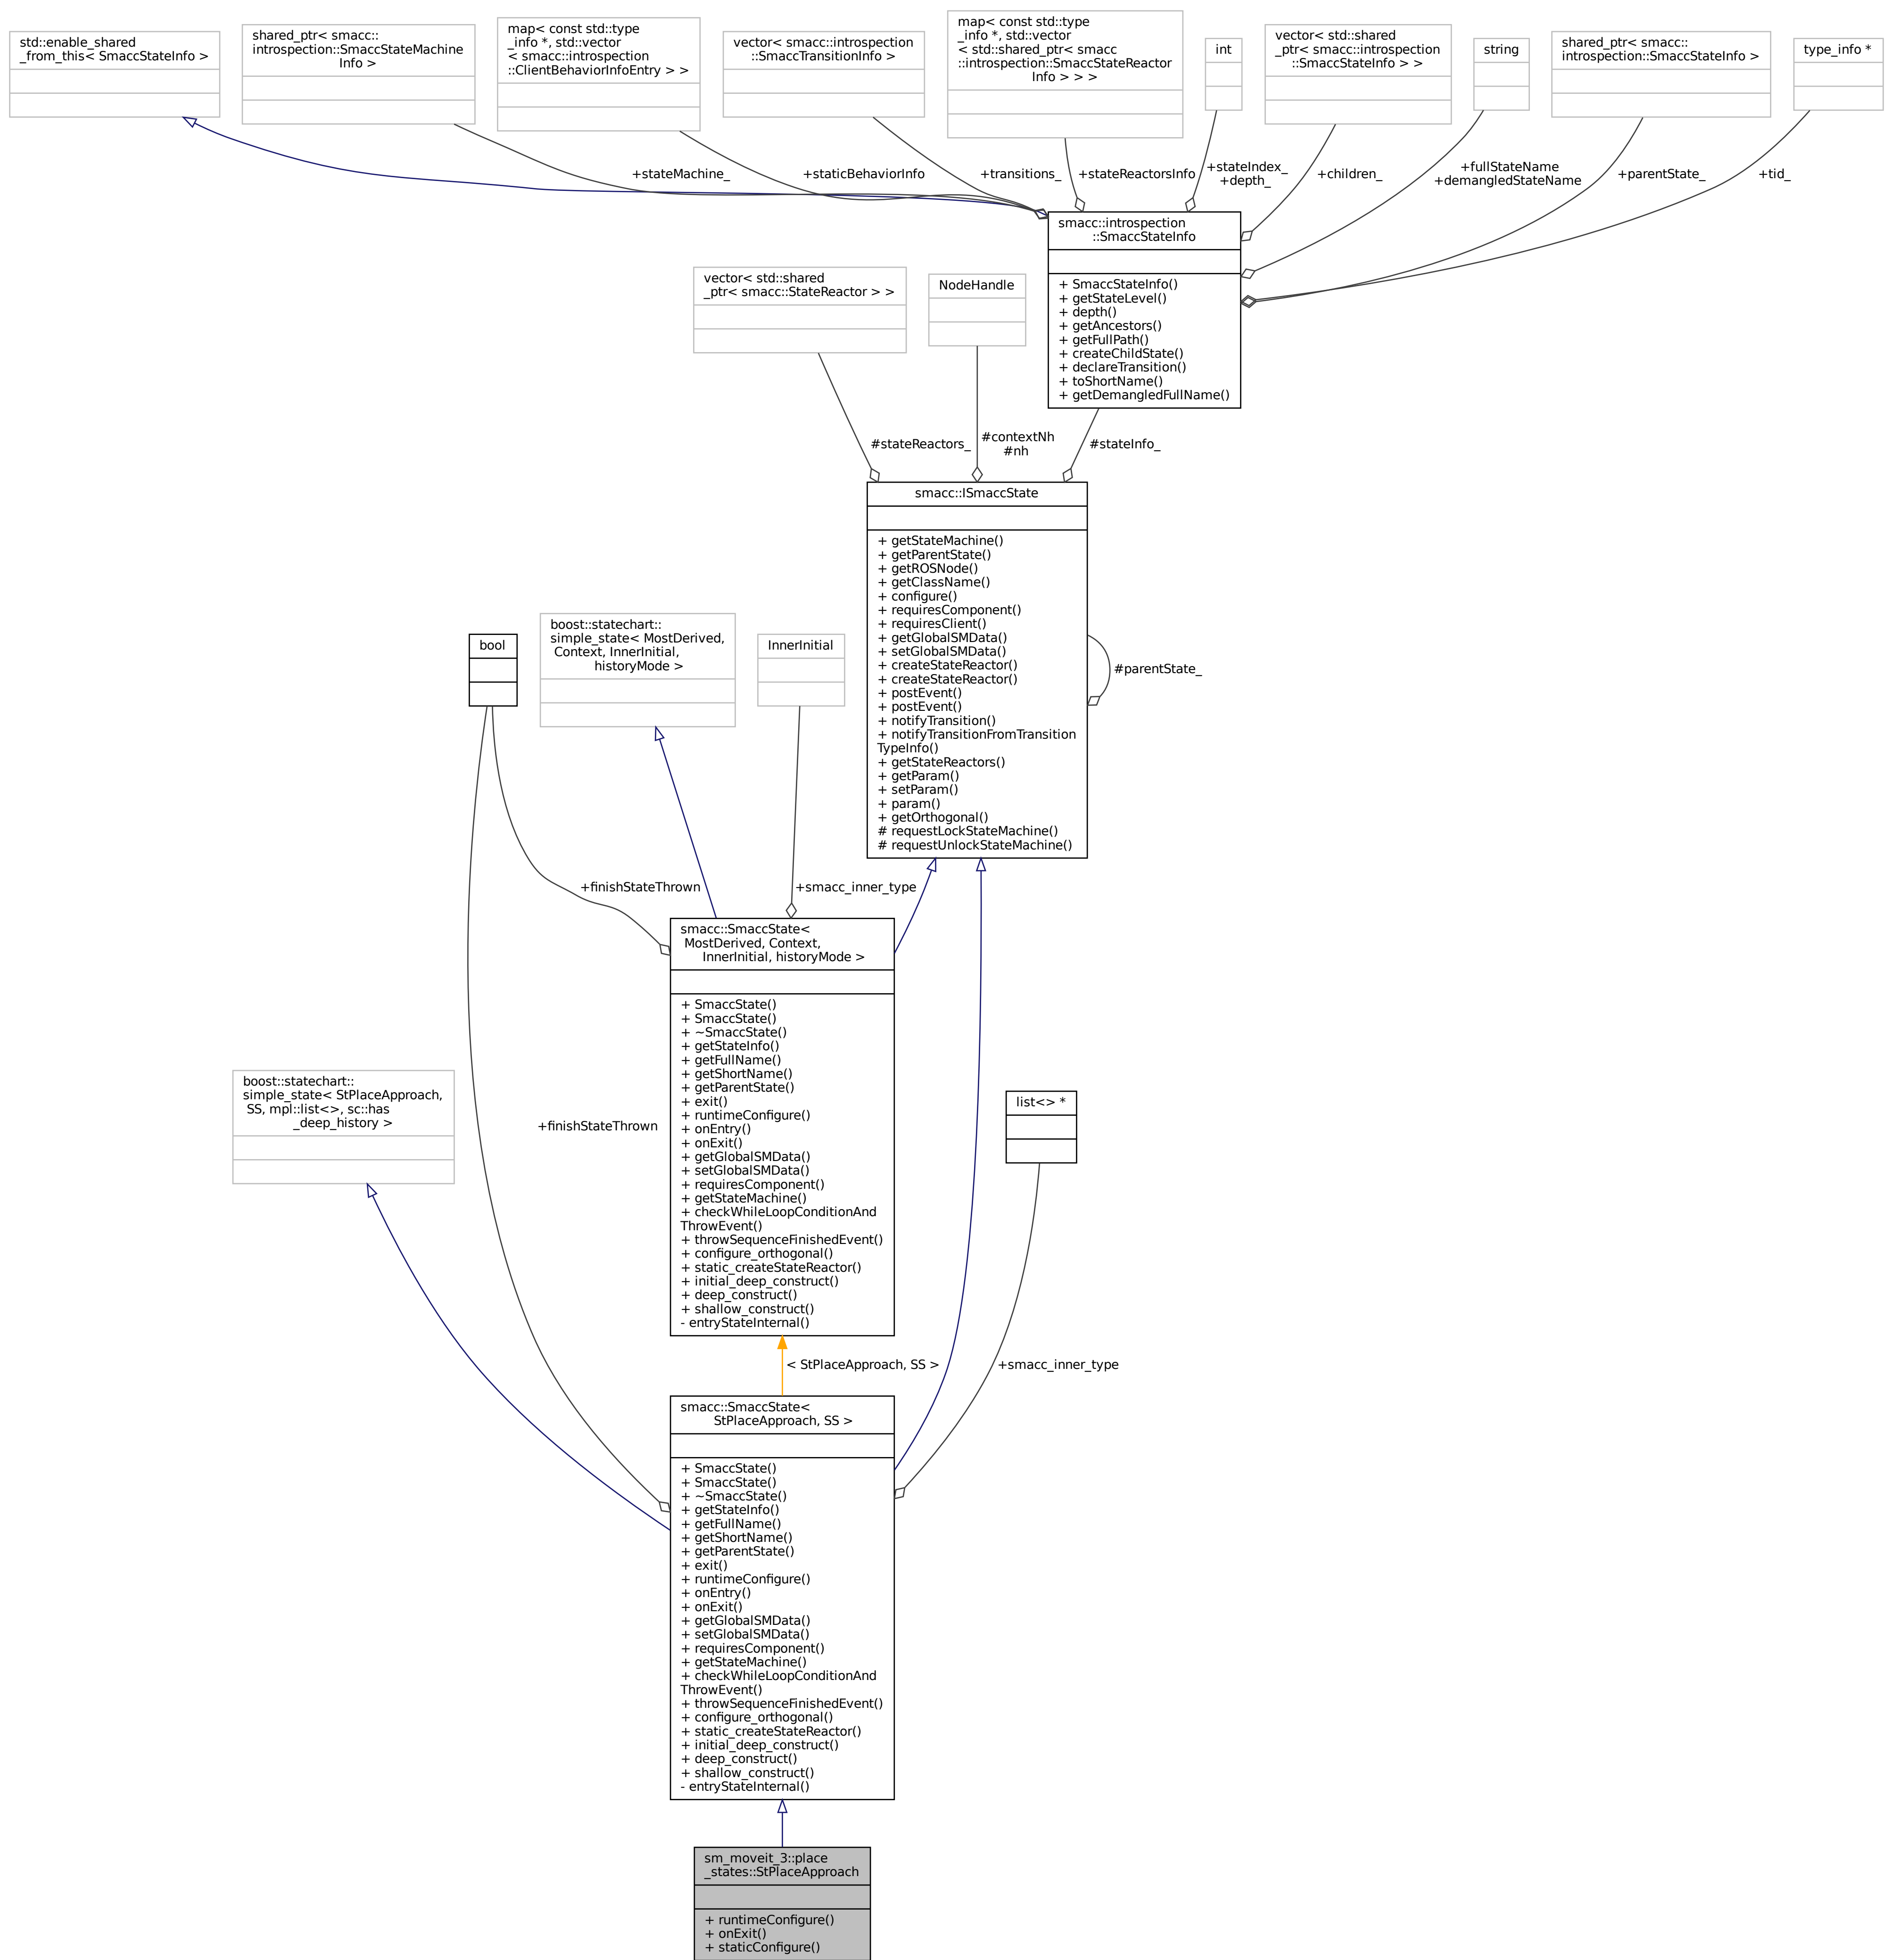 std::enable_shared
_from_this< SmaccStateInfo >
shared_ptr< smacc::
introspection::SmaccStateMachine
Info >
map< const std::type
_info *, std::vector
< smacc::introspection
::ClientBehaviorInfoEntry > >
vector< smacc::introspection
::SmaccTransitionInfo >
map< const std::type
_info *, std::vector
< std::shared_ptr< smacc
::introspection::SmaccStateReactor
Info > > >
int
vector< std::shared
_ptr< smacc::introspection
::SmaccStateInfo > >
string
shared_ptr< smacc::
introspection::SmaccStateInfo >
type_info *
+stateMachine_
+staticBehaviorInfo
+transitions_
+stateReactorsInfo
+stateIndex_
+depth_
+children_
+fullStateName
+demangledStateName
+parentState_
+tid_
smacc::introspection
::SmaccStateInfo
+ SmaccStateInfo()
+ getStateLevel()
+ depth()
+ getAncestors()
+ getFullPath()
+ createChildState()
+ declareTransition()
+ toShortName()
+ getDemangledFullName()
vector< std::shared
_ptr< smacc::StateReactor > >
NodeHandle
#stateReactors_
#contextNh
#nh
#stateInfo_
smacc::ISmaccState
+ getStateMachine()
+ getParentState()
+ getROSNode()
+ getClassName()
+ configure()
+ requiresComponent()
+ requiresClient()
+ getGlobalSMData()
+ setGlobalSMData()
+ createStateReactor()
+ createStateReactor()
+ postEvent()
+ postEvent()
+ notifyTransition()
+ notifyTransitionFromTransition
TypeInfo()
+ getStateReactors()
+ getParam()
+ setParam()
+ param()
+ getOrthogonal()
# requestLockStateMachine()
# requestUnlockStateMachine()
#parentState_
bool
boost::statechart::
simple_state< MostDerived,
Context, InnerInitial,
historyMode >
InnerInitial
+finishStateThrown
+smacc_inner_type
smacc::SmaccState<
MostDerived, Context,
InnerInitial, historyMode >
+ SmaccState()
+ SmaccState()
+ ~SmaccState()
+ getStateInfo()
+ getFullName()
+ getShortName()
+ getParentState()
+ exit()
+ runtimeConfigure()
+ onEntry()
+ onExit()
+ getGlobalSMData()
+ setGlobalSMData()
+ requiresComponent()
+ getStateMachine()
+ checkWhileLoopConditionAnd
ThrowEvent()
+ throwSequenceFinishedEvent()
+ configure_orthogonal()
+ static_createStateReactor()
+ initial_deep_construct()
+ deep_construct()
+ shallow_construct()
- entryStateInternal()
boost::statechart::
simple_state< StPlaceApproach,
SS, mpl::list<>, sc::has
_deep_history >
+finishStateThrown
list<> *
< StPlaceApproach, SS >
+smacc_inner_type
smacc::SmaccState<
StPlaceApproach, SS >
+ SmaccState()
+ SmaccState()
+ ~SmaccState()
+ getStateInfo()
+ getFullName()
+ getShortName()
+ getParentState()
+ exit()
+ runtimeConfigure()
+ onEntry()
+ onExit()
+ getGlobalSMData()
+ setGlobalSMData()
+ requiresComponent()
+ getStateMachine()
+ checkWhileLoopConditionAnd
ThrowEvent()
+ throwSequenceFinishedEvent()
+ configure_orthogonal()
+ static_createStateReactor()
+ initial_deep_construct()
+ deep_construct()
+ shallow_construct()
- entryStateInternal()
sm_moveit_3::place
_states::StPlaceApproach
+ runtimeConfigure()
+ onExit()
+ staticConfigure()